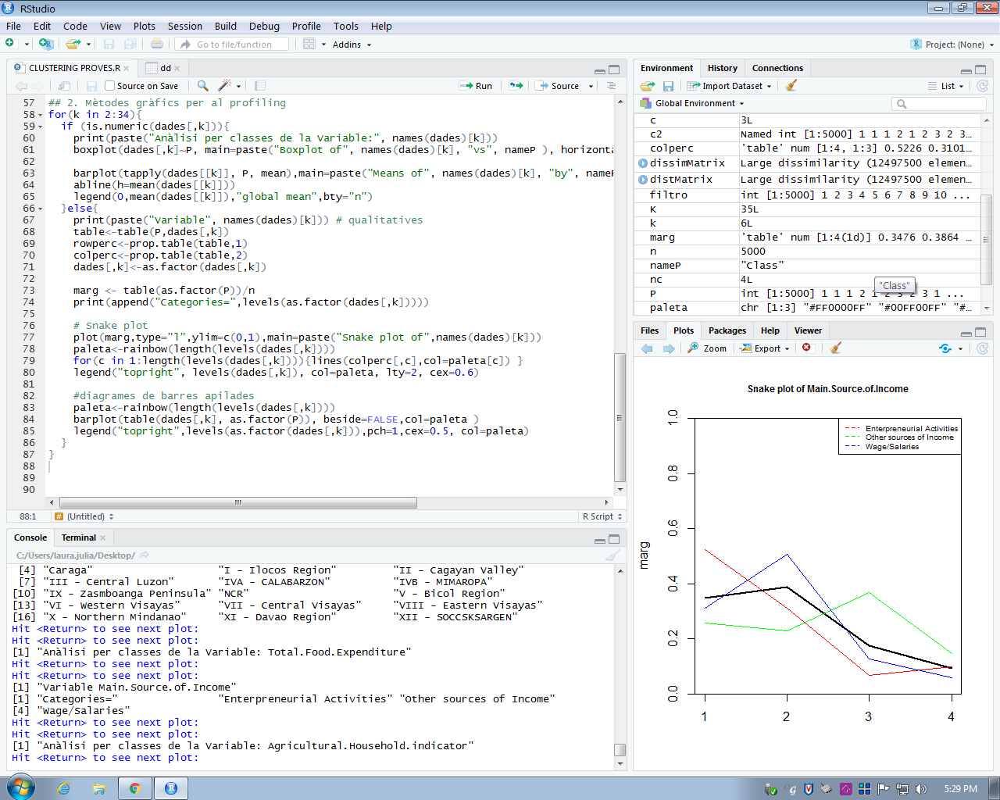 RStudio
File Edit Code View Plots Session Build Debug Profile Tools Help
Go to file/function Addins Project: (None)
CLUSTERING PROVES.R dd
Source on Save Run Source
57 ## 2. Mètodes gràfics per al profiling
58 for(k in 2:34){
59 if (is.numeric(dades[,k])){
60 print(paste("Anàlisi per classes de la Variable:", names(dades)[k]))
61 boxplot(dades[,k]~P, main=paste("Boxplot of", names(dades)[k], "vs", nameP ), horizonta
62
63 barplot(tapply(dades[[k]], P, mean),main=paste("Means of", names(dades)[k], "by", nameP
64 abline(h=mean(dades[[k]]))
65 legend(0,mean(dades[[k]]),"global mean",bty="n")
66 }else{
67 print(paste("Variable", names(dades)[k])) # qualitatives
68 table<-table(P,dades[,k])
69 rowperc<-prop.table(table,1)
70 colperc<-prop.table(table,2)
71 dades[,k]<-as.factor(dades[,k])
72
73 marg <- table(as.factor(P))/n
74 print(append("Categories=",levels(as.factor(dades[,k]))))
75
76 # Snake plot
77 plot(marg,type="l",ylim=c(0,1),main=paste("Snake plot of",names(dades)[k]))
78 paleta<-rainbow(length(levels(dades[,k])))
79 for(c in 1:length(levels(dades[,k]))){lines(colperc[,c],col=paleta[c]) }
80 legend("topright", levels(dades[,k]), col=paleta, lty=2, cex=0.6)
81
82 #diagrames de barres apilades
83 paleta<-rainbow(length(levels(dades[,k])))
84 barplot(table(dades[,k], as.factor(P)), beside=FALSE,col=paleta )
85 legend("topright",levels(as.factor(dades[,k])),pch=1,cex=0.5, col=paleta)
86 }
87 }
88
89
90
88:1 # (Untitled) R Script
Console Terminal
C:/Users/laura.julia/Desktop/
[4] "Caraga" "I - Ilocos Region" "II - Cagayan Valley"
[7] "III - Central Luzon" "IVA - CALABARZON" "IVB - MIMAROPA"
[10] "IX - Zasmboanga Peninsula" "NCR" "V - Bicol Region"
[13] "VI - Western Visayas" "VII - Central Visayas" "VIII - Eastern Visayas"
[16] "X - Northern Mindanao" "XI - Davao Region" "XII - SOCCSKSARGEN"
Hit <Return> to see next plot:
Hit <Return> to see next plot:
[1] "Anàlisi per classes de la Variable: Total.Food.Expenditure"
Hit <Return> to see next plot:
Hit <Return> to see next plot:
[1] "Variable Main.Source.of.Income"
[1] "Categories=" "Enterpreneurial Activities" "Other sources of Income"
[4] "Wage/Salaries"
Hit <Return> to see next plot:
Hit <Return> to see next plot:
[1] "Anàlisi per classes de la Variable: Agricultural.Household.indicator"
Hit <Return> to see next plot:
Environment History Connections
Import Dataset List
Global Environment
c 3L
c2 Named int [1:5000] 1 1 1 2 1 2 3 2 3…
colperc 'table' num [1:4, 1:3] 0.5226 0.3101…
dissimMatrix Large dissimilarity (12497500 elemen…
distMatrix Large dissimilarity (12497500 elemen…
filtro int [1:5000] 1 2 3 4 5 6 7 8 9 10 ...
K 35L
k 6L
marg 'table' num [1:4(1d)] 0.3476 0.3864 …
n 5000
nameP "Class"
nc 4L
"Class"
P int [1:5000] 1 1 1 2 1 2 3 2 3 1 ...
paleta chr [1:3] "#FF0000FF" "#00FF00FF" "#…
Files Plots Packages Help Viewer
Zoom Export
Snake plot of Main.Source.of.Income
Enterpreneurial Activities
Other sources of Income
Wage/Salaries
marg
1.0
0.8
0.6
0.4
0.2
0.0
1 2 3 4
5:29 PM